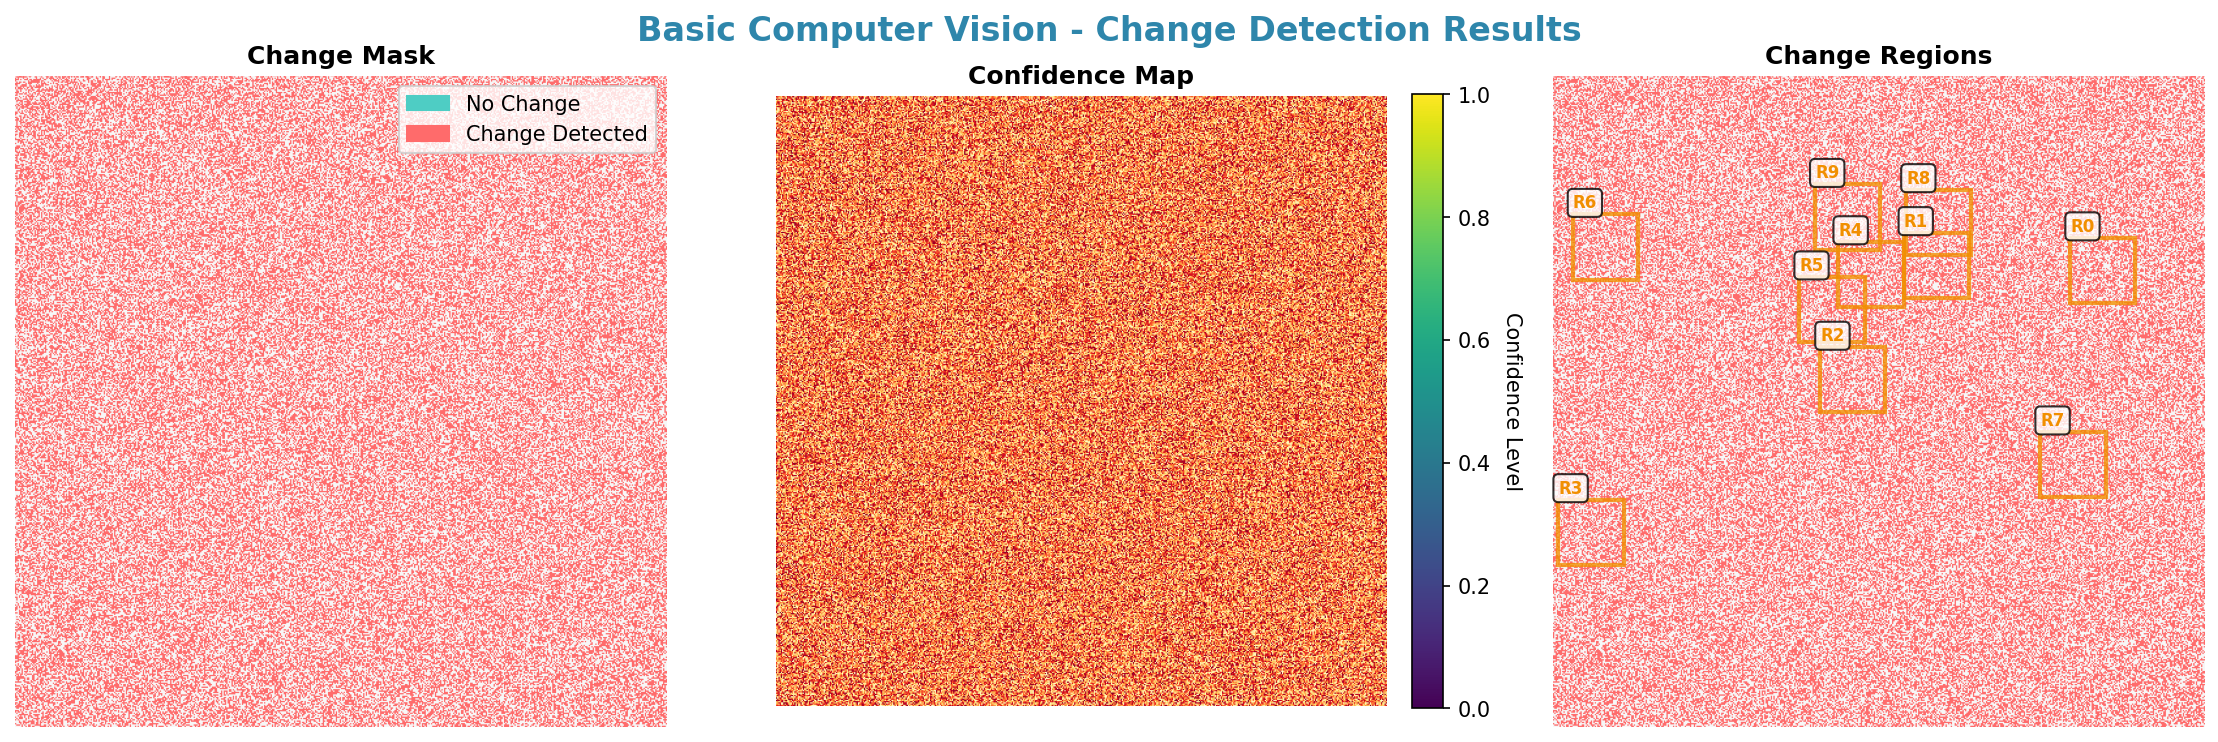 Basic Computer Vision - Change Detection Results
Change Mask
No Change
Change Detected
Confidence Map
1.0
0.8
0.6
0.4
0.2
0.0
Confidence Level
Change Regions
R9
R8
R6
R1
R0
R4
R5
R2
R7
R3